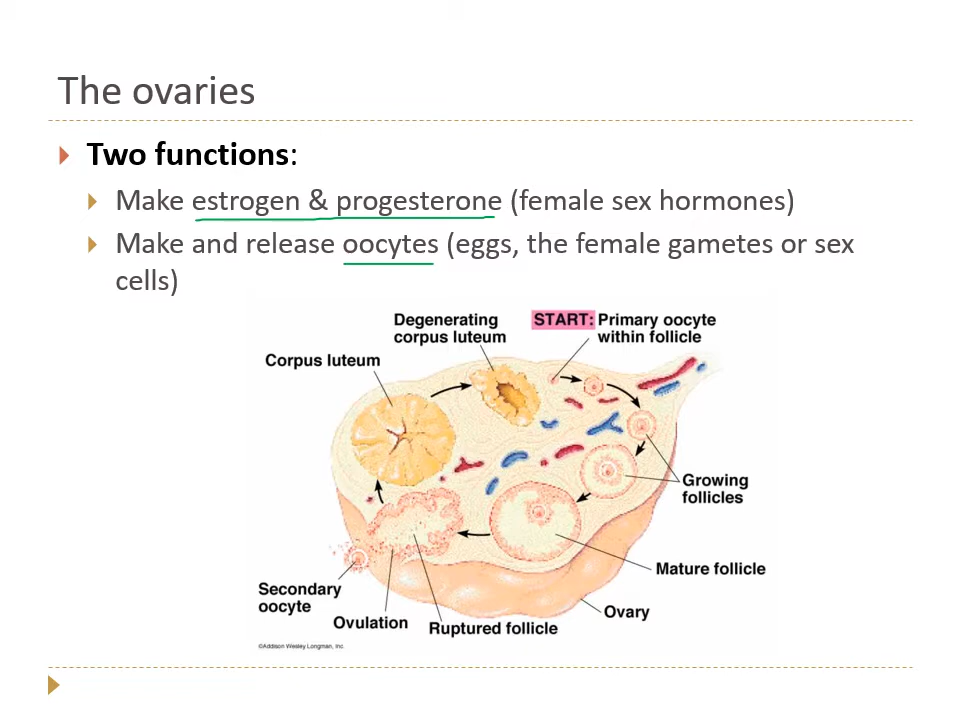 The ovaries
Two functions:
Make estrogen & progesterone (female sex hormones)
Make and release oocytes (eggs, the female gametes or sex
cells)
Degenerating
corpus luteum
START: Primary oocyte
within follicle
Corpus luteum
Growing
follicles
Mature follicle
Secondary
oocyte
Ovary
Ovulation
Ruptured follicle
©Addison Wesley Longman, Inc.